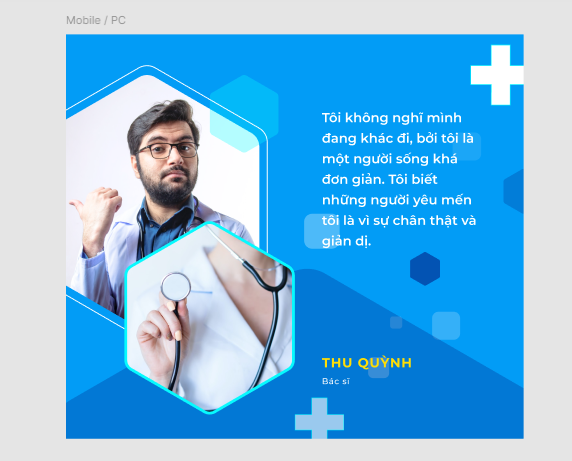 Mobile / PC
Tôi không nghĩ mình
đang khác đi, bởi tôi là
một người sống khá
đơn giản. Tôi biết
những người yêu mến
tôi là vì sự chân thật và
giản dị.
THU QUỲNH
Bác sĩ